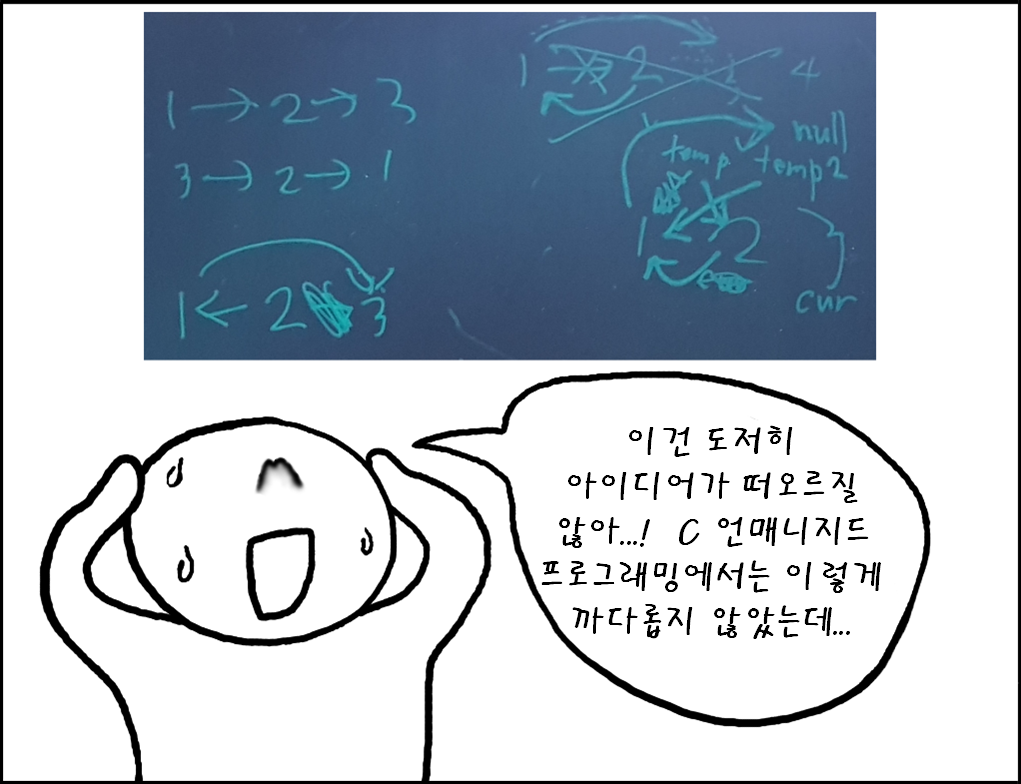 1 → 2 → 3
3 → 2 → 1
1 ← 2 3
1 → 2 4
null
temp temp2
1 2 3
cur
이건 도저히
아이디어가 떠오르질
않아...! C 언매니지드
프로그래밍에서는 이렇게
까다롭지 않았는데...